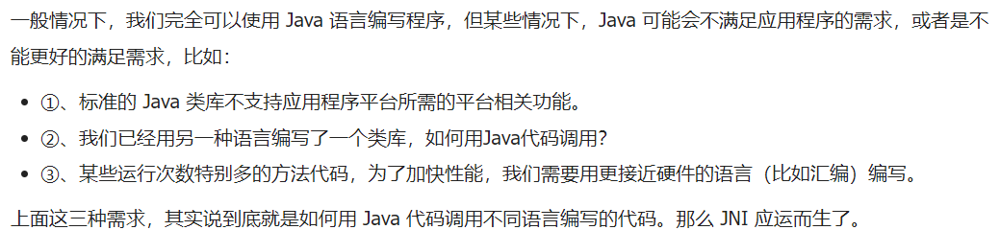 一般情况下，我们完全可以使用 Java 语言编写程序，但某些情况下，Java 可能会不满足应用程序的需求，或者是不
能更好的满足需求，比如：
• ①、标准的 Java 类库不支持应用程序平台所需的平台相关功能。
• ②、我们已经用另一种语言编写了一个类库，如何用Java代码调用？
• ③、某些运行次数特别多的方法代码，为了加快性能，我们需要用更接近硬件的语言（比如汇编）编写。
上面这三种需求，其实说到底就是如何用 Java 代码调用不同语言编写的代码。那么 JNI 应运而生了。